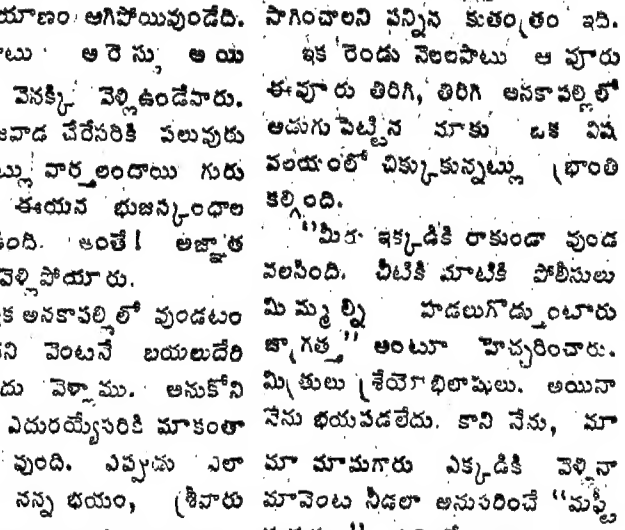 యాణం ఆగిపోయివుండేది.
టు అరెస్టు అయి
వెనక్కి వెళ్లిఉండేవారు.
జవాడ చేరేసరికి పలువురు
ట్లు వార్తలందాయి గురు
ఈయన భుజస్కంధాల
ంది. అంతే! అజ్ఞాత
వెళ్లిపోయారు.
క అనకాపల్లిలో వుండటం
ని వెంటనే బయలుదేరి
దు వెళ్లాము. అనుకోని
ఎదురయ్యేసరికి మాకంతా
వుంది. ఎప్పుడు ఎలా
నన్న భయం, శ్రీవారు
సాగించాలని పన్నిన కుతంత్రం ఇది.
ఇక రెండు నెలలపాటు ఆ వూరు
ఈవూరు తిరిగి, తిరిగి అనకాపల్లిలో
అడుగుపెట్టిన మాకు ఒక విష
వలయంలో చిక్కుకున్నట్లు భ్రాంతి
కల్గింది.
"మీరు ఇక్కడికి రాకుండా వుండ
వలసింది. చీటికి మాటికి పోలీసులు
మిమ్మల్ని హడలుగొడ్తుంటారు
జాగ్రత్త" అంటూ హెచ్చరించారు.
మిత్రులు శ్రేయోభిలాషులు. అయినా
నేను భయపడలేదు. కాని నేను, మా
మా మామగారు ఎక్కడికి వెళ్లినా
మావెంట నీడలా అనుసరించే "మఫ్టీ